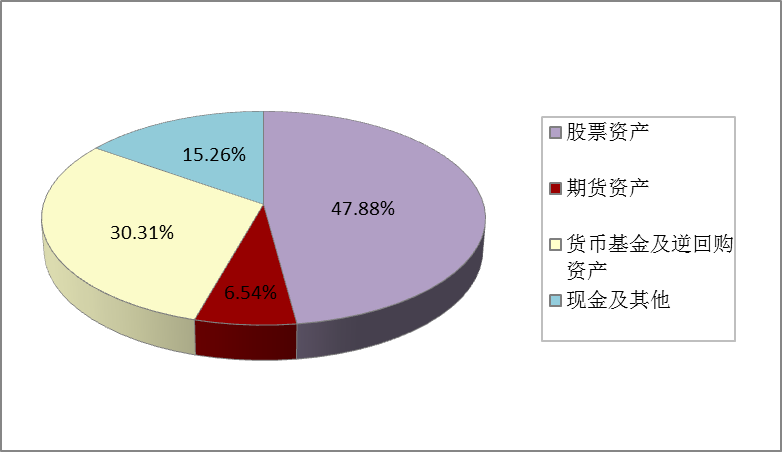 15.26%
47.88%
30.31%
6.54%
股票资产
期货资产
货币基金及逆回购
资产
现金及其他